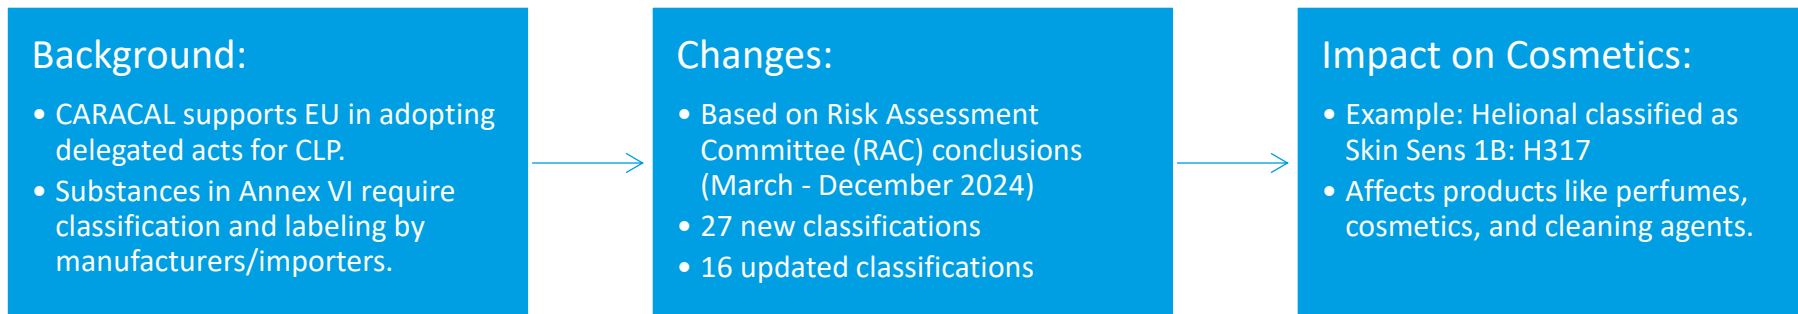 Background:
• CARACAL supports EU in adopting
delegated acts for CLP.
• Substances in Annex VI require
classification and labeling by
manufacturers/importers.
Changes:
• Based on Risk Assessment
Committee (RAC) conclusions
(March - December 2024)
• 27 new classifications
• 16 updated classifications
Impact on Cosmetics:
• Example: Helional classified as
Skin Sens 1B: H317
• Affects products like perfumes,
cosmetics, and cleaning agents.